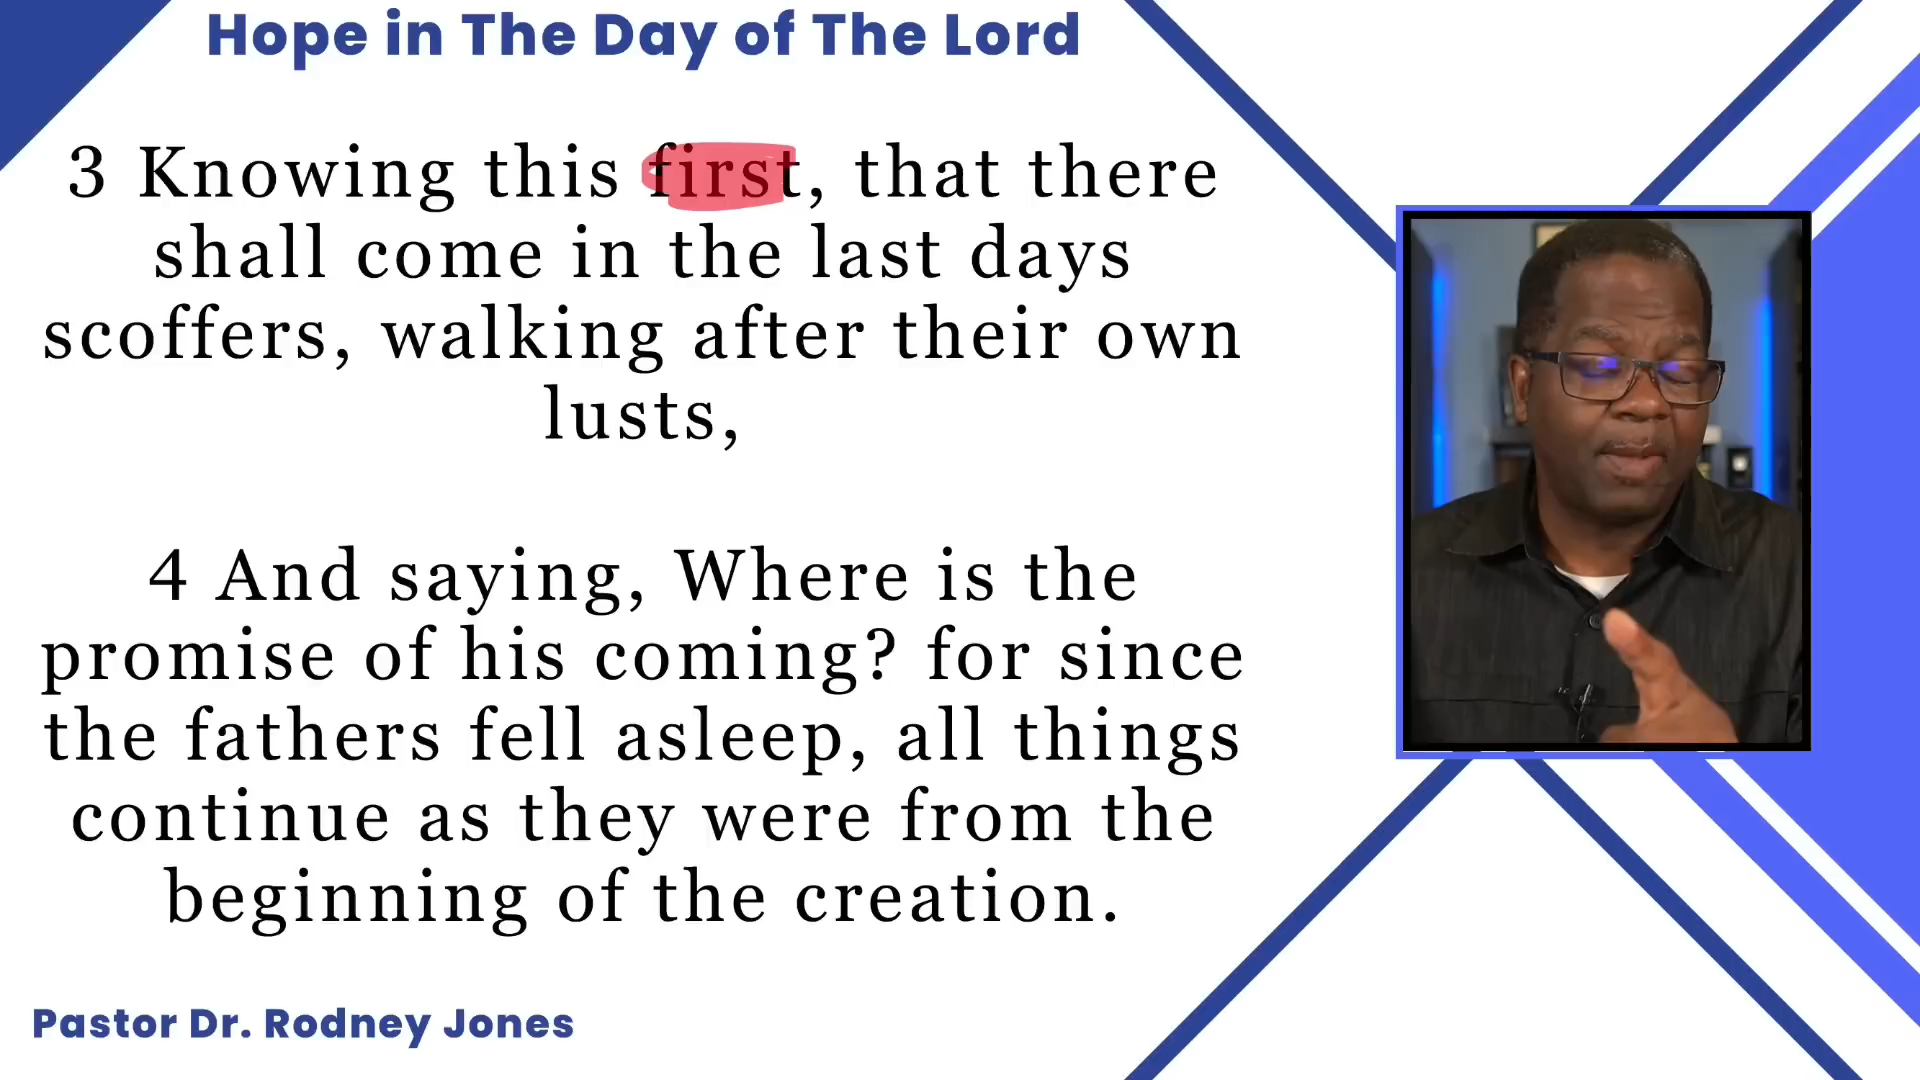 Hope in The Day of The Lord
3 Knowing this first, that there
shall come in the last days
scoffers, walking after their own
lusts,
4 And saying, Where is the
promise of his coming? for since
the fathers fell asleep, all things
continue as they were from the
beginning of the creation.
Pastor Dr. Rodney Jones